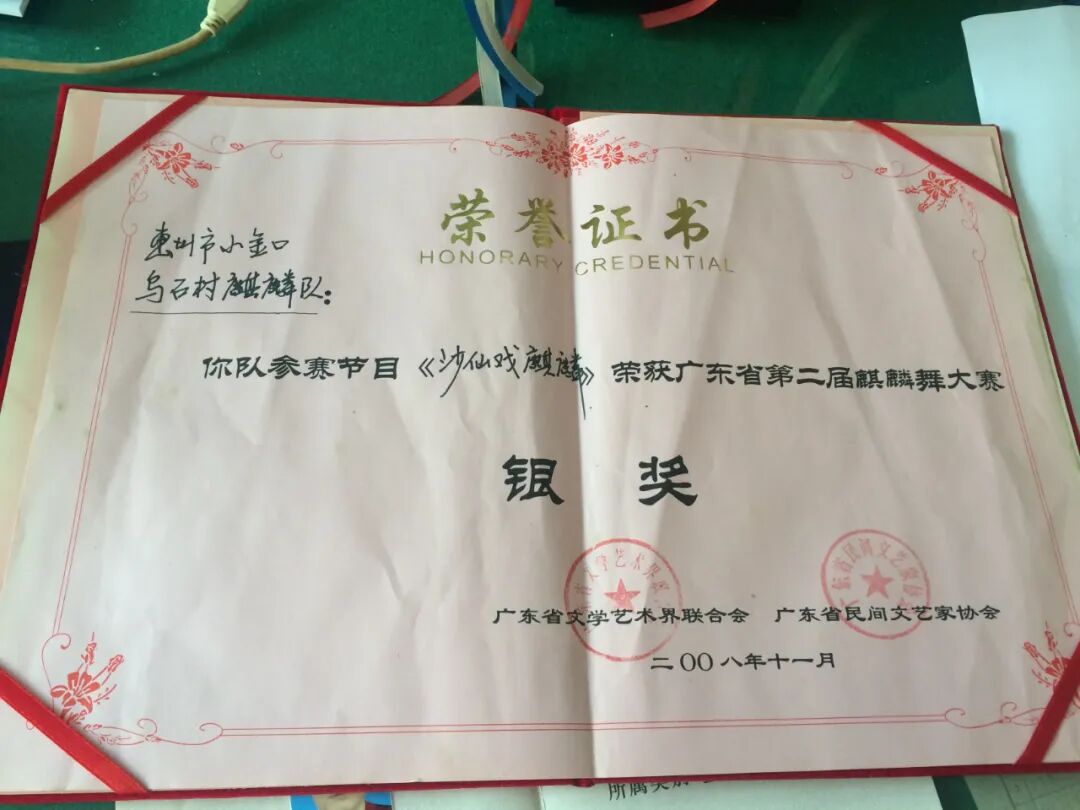 荣誉证书
HONORARY CREDENTIAL
惠州市小金口
乌石村麒麟队：
你队参赛节目《沙仙戏麒麟》荣获广东省第二届麒麟舞大赛
银奖
广东省文学艺术界联合会 广东省民间文艺家协会
二〇〇八年十一月